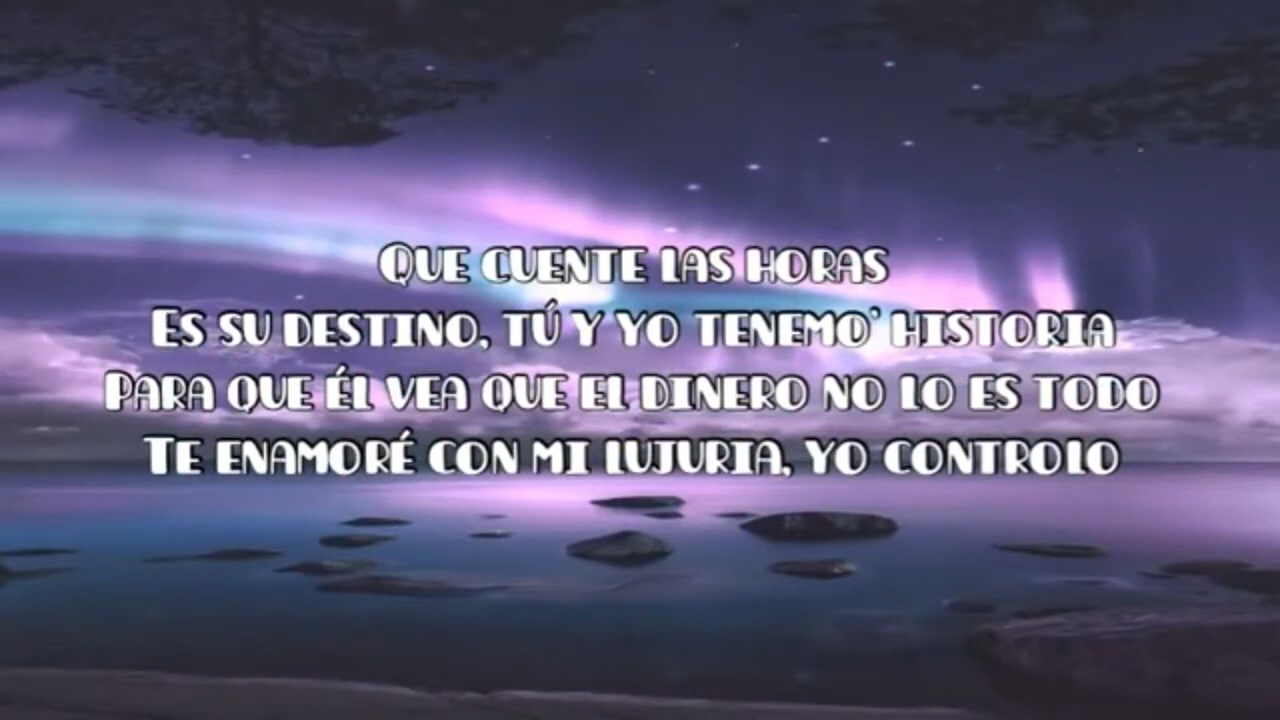 Que cuente las horas
Es su destino, tú y yo tenemo' historia
Para que él vea que el dinero no lo es todo
Te enamoré con mi lujuria, yo controlo